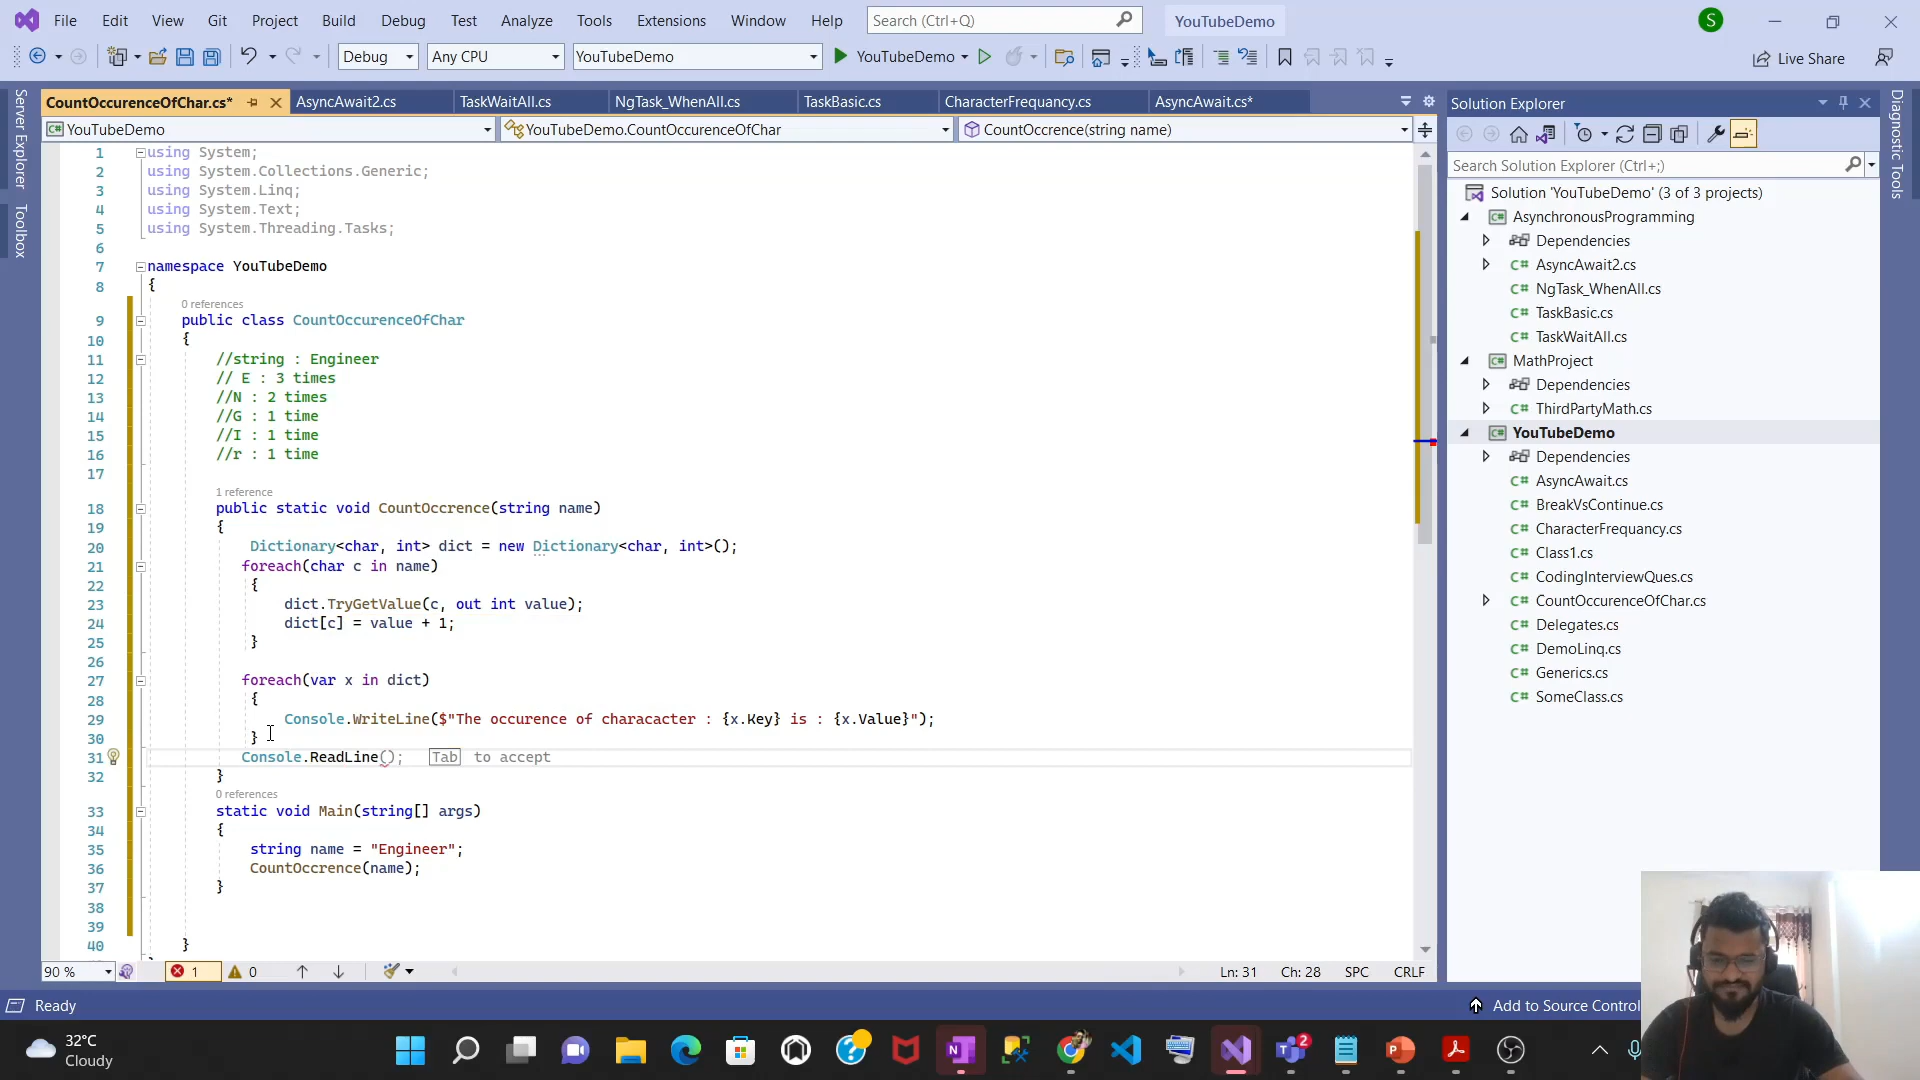 File Edit View Git Project Build Debug Test Analyze Tools Extensions Window Help Search (Ctrl+Q) YouTubeDemo S
Debug Any CPU YouTubeDemo YouTubeDemo Live Share
Server Explorer
Toolbox
CountOccurenceOfChar.cs* AsyncAwait2.cs TaskWaitAll.cs NgTask_WhenAll.cs TaskBasic.cs CharacterFrequancy.cs AsyncAwait.cs*
YouTubeDemo YouTubeDemo.CountOccurenceOfChar CountOccrence(string name)
1 using System;
2 using System.Collections.Generic;
3 using System.Linq;
4 using System.Text;
5 using System.Threading.Tasks;
6
7 namespace YouTubeDemo
8 {
0 references
9 public class CountOccurenceOfChar
10 {
11 //string : Engineer
12 // E : 3 times
13 //N : 2 times
14 //G : 1 time
15 //I : 1 time
16 //r : 1 time
17
1 reference
18 public static void CountOccrence(string name)
19 {
20 Dictionary<char, int> dict = new Dictionary<char, int>();
21 foreach(char c in name)
22 {
23 dict.TryGetValue(c, out int value);
24 dict[c] = value + 1;
25 }
26
27 foreach(var x in dict)
28 {
29 Console.WriteLine($"The occurence of characacter : {x.Key} is : {x.Value}");
30 }
31 Console.ReadLine(); Tab to accept
32 }
0 references
33 static void Main(string[] args)
34 {
35 string name = "Engineer";
36 CountOccrence(name);
37 }
38
39
40 }
90 % 1 0 Ln: 31 Ch: 28 SPC CRLF
Solution Explorer
Search Solution Explorer (Ctrl+;)
Solution 'YouTubeDemo' (3 of 3 projects)
AsynchronousProgramming
Dependencies
C# AsyncAwait2.cs
C# NgTask_WhenAll.cs
C# TaskBasic.cs
C# TaskWaitAll.cs
MathProject
Dependencies
C# ThirdPartyMath.cs
YouTubeDemo
Dependencies
C# AsyncAwait.cs
C# BreakVsContinue.cs
C# CharacterFrequancy.cs
C# Class1.cs
C# CodingInterviewQues.cs
C# CountOccurenceOfChar.cs
C# Delegates.cs
C# DemoLinq.cs
C# Generics.cs
C# SomeClass.cs
Diagnostic Tools
Ready Add to Source Control
32°C
Cloudy
2